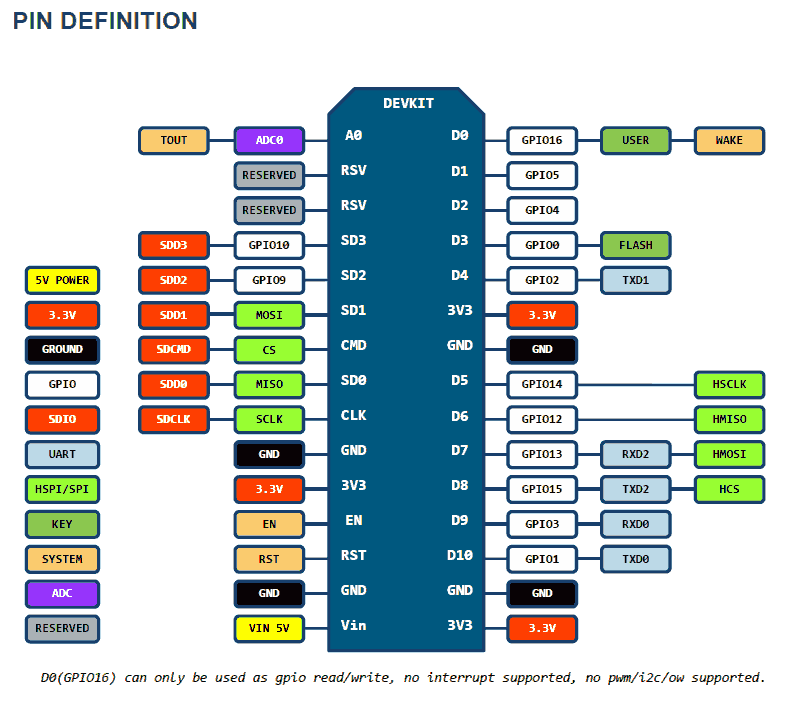 PIN DEFINITION
DEVKIT
TOUT ADC0 A0 D0 GPIO16 USER WAKE
RESERVED RSV D1 GPIO5
RESERVED RSV D2 GPIO4
SDD3 GPIO10 SD3 D3 GPIO0 FLASH
5V POWER SDD2 GPIO9 SD2 D4 GPIO2 TXD1
3.3V SDD1 MOSI SD1 3V3 3.3V
GROUND SDCMD CS CMD GND GND
GPIO SDD0 MISO SD0 D5 GPIO14 HSCLK
SDIO SDCLK SCLK CLK D6 GPIO12 HMISO
UART GND GND D7 GPIO13 RXD2 HMOSI
HSPI/SPI 3.3V 3V3 D8 GPIO15 TXD2 HCS
KEY EN EN D9 GPIO3 RXD0
SYSTEM RST RST D10 GPIO1 TXD0
ADC GND GND GND GND
RESERVED VIN 5V Vin 3V3 3.3V
D0(GPIO16) can only be used as gpio read/write, no interrupt supported, no pwm/i2c/ow supported.